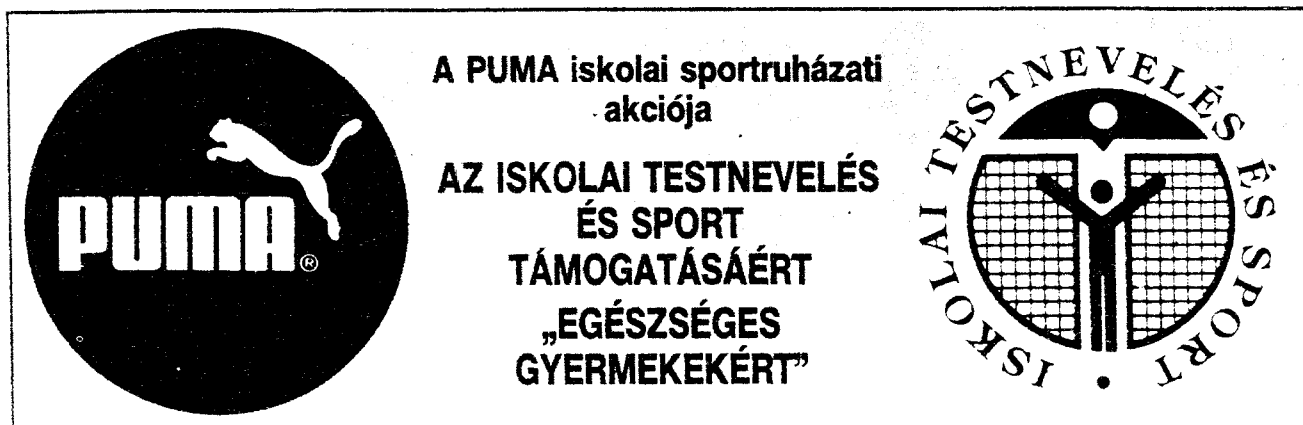 PUMA®
A PUMA iskolai sportruházati
akciója
AZ ISKOLAI TESTNEVELÉS
ÉS SPORT
TÁMOGATÁSÁÉRT
„EGÉSZSÉGES
GYERMEKEKÉRT”
ISKOLAI TESTNEVELÉS ÉS SPORT •